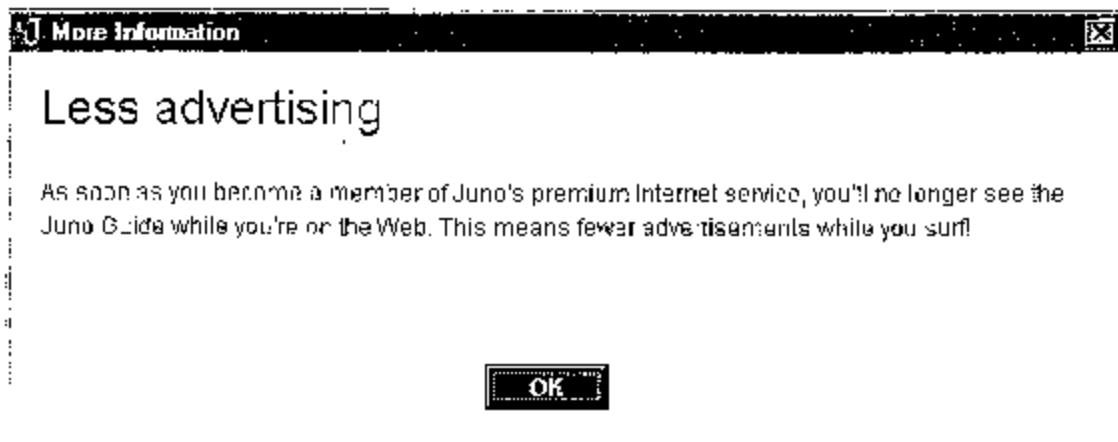 More Information
Less advertising
As soon as you become a member of Juno's premium Internet service, you'll no longer see the
Juno Guide while you're on the Web. This means fewer advertisements while you surf!
OK